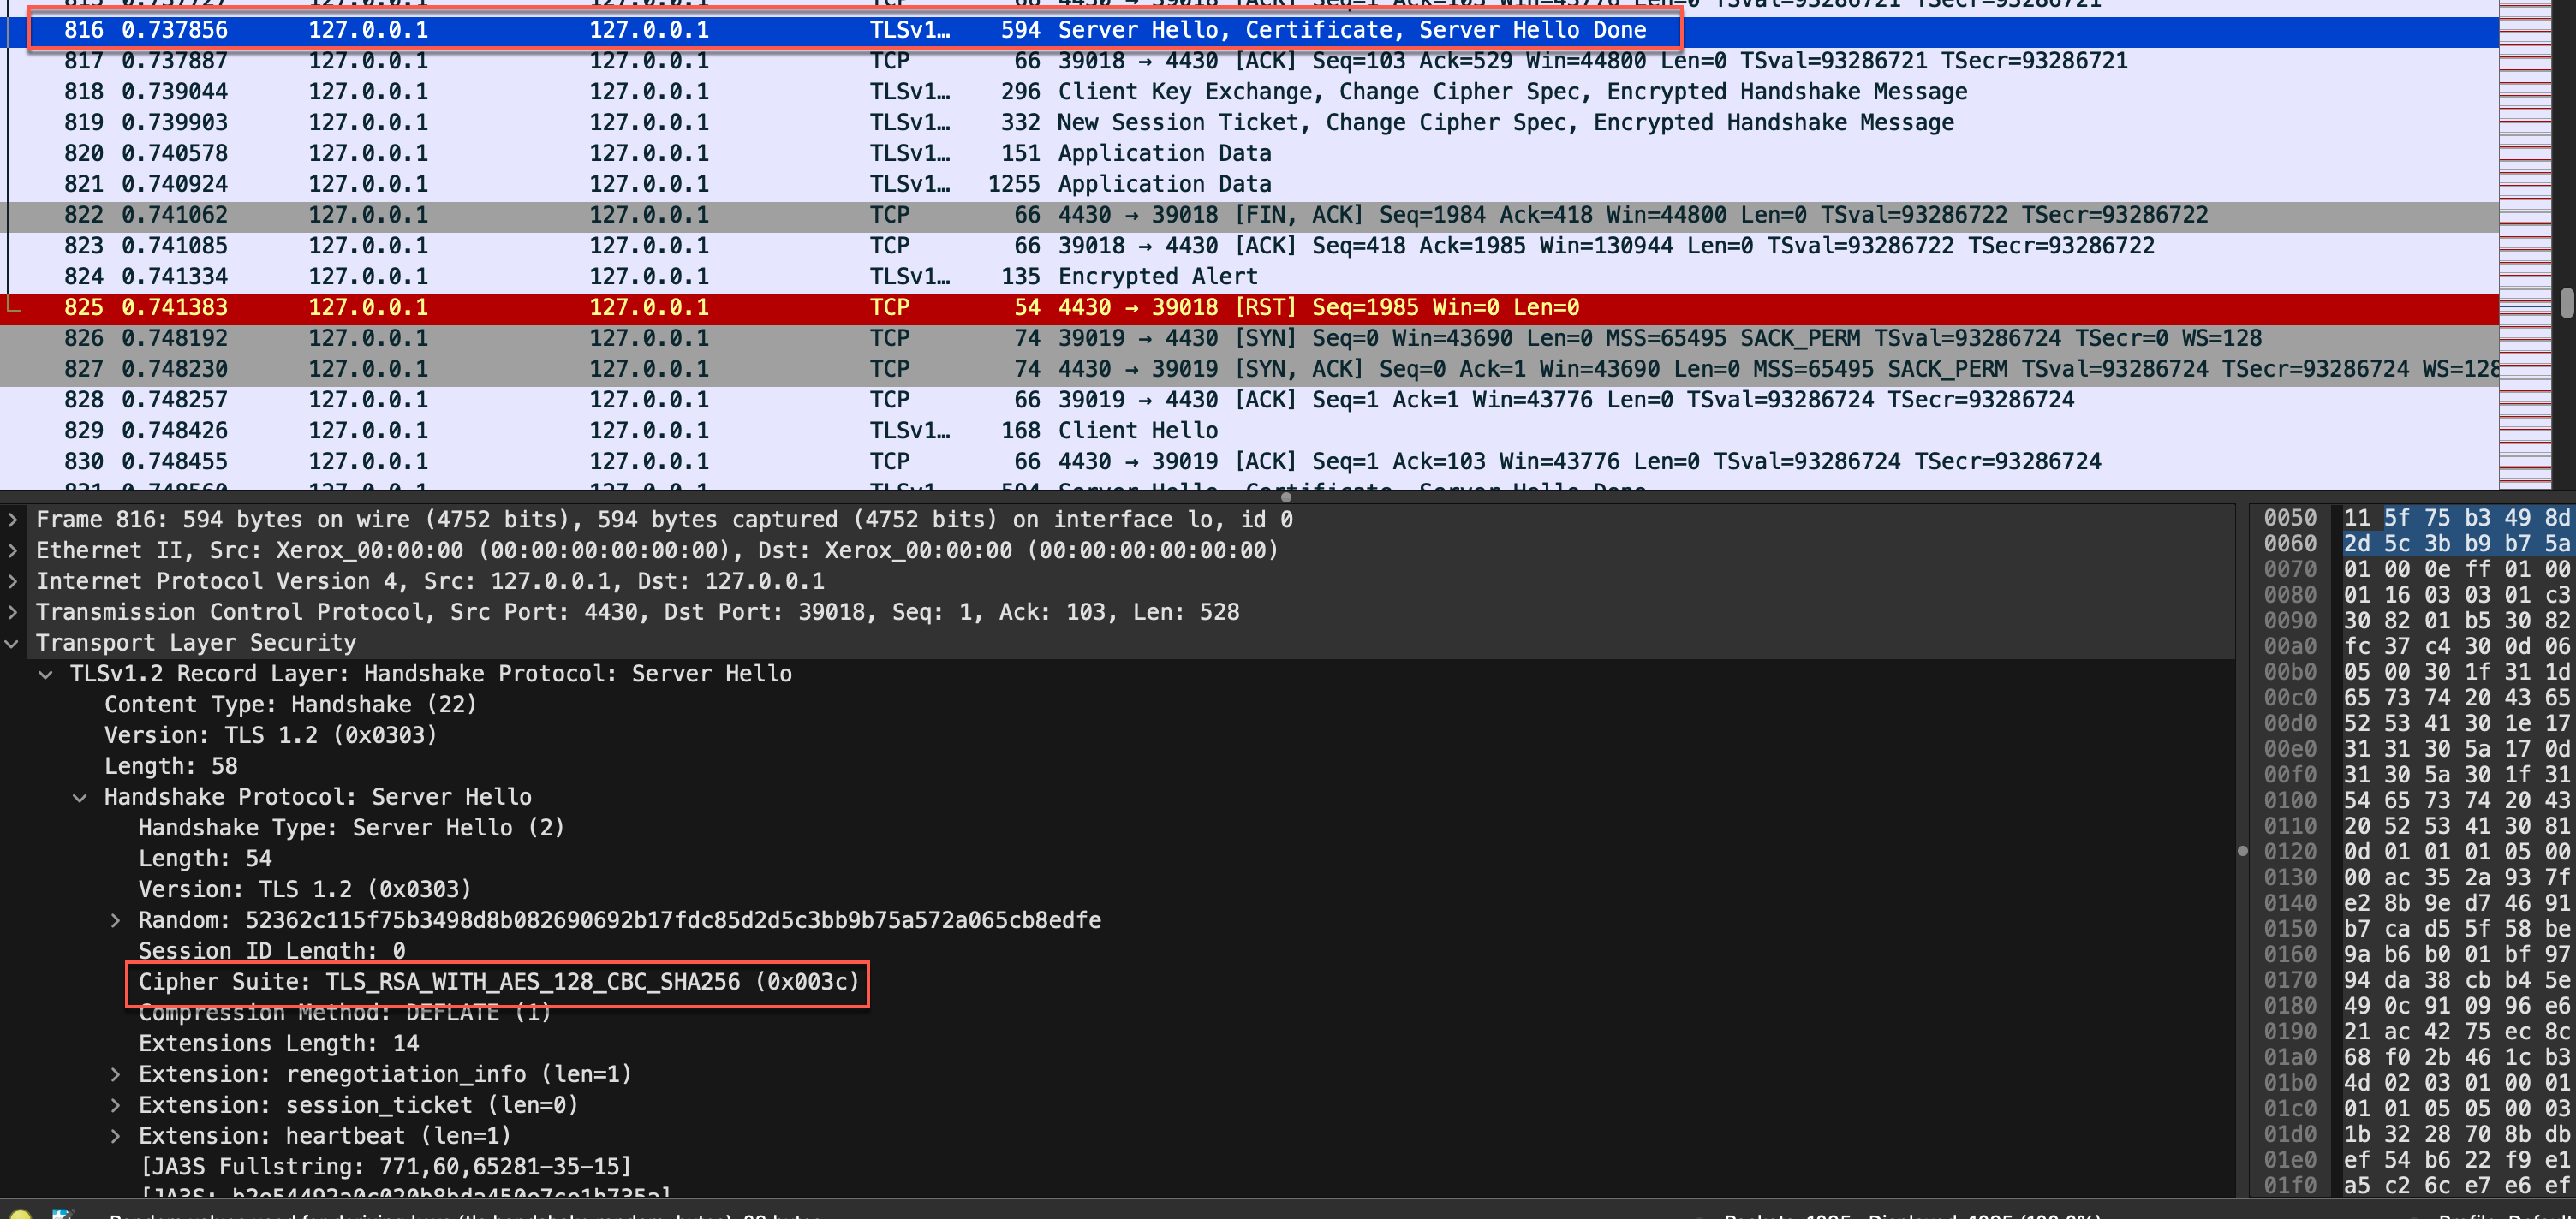 816 0.737856 127.0.0.1 127.0.0.1 TLSv1… 594 Server Hello, Certificate, Server Hello Done
817 0.737887 127.0.0.1 127.0.0.1 TCP 66 39018 → 4430 [ACK] Seq=103 Ack=529 Win=44800 Len=0 TSval=93286721 TSecr=93286721
818 0.739044 127.0.0.1 127.0.0.1 TLSv1… 296 Client Key Exchange, Change Cipher Spec, Encrypted Handshake Message
819 0.739903 127.0.0.1 127.0.0.1 TLSv1… 332 New Session Ticket, Change Cipher Spec, Encrypted Handshake Message
820 0.740578 127.0.0.1 127.0.0.1 TLSv1… 151 Application Data
821 0.740924 127.0.0.1 127.0.0.1 TLSv1… 1255 Application Data
822 0.741062 127.0.0.1 127.0.0.1 TCP 66 4430 → 39018 [FIN, ACK] Seq=1984 Ack=418 Win=44800 Len=0 TSval=93286722 TSecr=93286722
823 0.741085 127.0.0.1 127.0.0.1 TCP 66 39018 → 4430 [ACK] Seq=418 Ack=1985 Win=130944 Len=0 TSval=93286722 TSecr=93286722
824 0.741334 127.0.0.1 127.0.0.1 TLSv1… 135 Encrypted Alert
825 0.741383 127.0.0.1 127.0.0.1 TCP 54 4430 → 39018 [RST] Seq=1985 Win=0 Len=0
826 0.748192 127.0.0.1 127.0.0.1 TCP 74 39019 → 4430 [SYN] Seq=0 Win=43690 Len=0 MSS=65495 SACK_PERM TSval=93286724 TSecr=0 WS=128
827 0.748230 127.0.0.1 127.0.0.1 TCP 74 4430 → 39019 [SYN, ACK] Seq=0 Ack=1 Win=43690 Len=0 MSS=65495 SACK_PERM TSval=93286724 TSecr=93286724 WS=128
828 0.748257 127.0.0.1 127.0.0.1 TCP 66 39019 → 4430 [ACK] Seq=1 Ack=1 Win=43776 Len=0 TSval=93286724 TSecr=93286724
829 0.748426 127.0.0.1 127.0.0.1 TLSv1… 168 Client Hello
830 0.748455 127.0.0.1 127.0.0.1 TCP 66 4430 → 39019 [ACK] Seq=1 Ack=103 Win=43776 Len=0 TSval=93286724 TSecr=93286724
Frame 816: 594 bytes on wire (4752 bits), 594 bytes captured (4752 bits) on interface lo, id 0
Ethernet II, Src: Xerox_00:00:00 (00:00:00:00:00:00), Dst: Xerox_00:00:00 (00:00:00:00:00:00)
Internet Protocol Version 4, Src: 127.0.0.1, Dst: 127.0.0.1
Transmission Control Protocol, Src Port: 4430, Dst Port: 39018, Seq: 1, Ack: 103, Len: 528
Transport Layer Security
TLSv1.2 Record Layer: Handshake Protocol: Server Hello
Content Type: Handshake (22)
Version: TLS 1.2 (0x0303)
Length: 58
Handshake Protocol: Server Hello
Handshake Type: Server Hello (2)
Length: 54
Version: TLS 1.2 (0x0303)
Random: 52362c115f75b3498d8b082690692b17fdc85d2d5c3bb9b75a572a065cb8edfe
Session ID Length: 0
Cipher Suite: TLS_RSA_WITH_AES_128_CBC_SHA256 (0x003c)
Compression Method: DEFLATE (1)
Extensions Length: 14
Extension: renegotiation_info (len=1)
Extension: session_ticket (len=0)
Extension: heartbeat (len=1)
[JA3S Fullstring: 771,60,65281-35-15]
0050 11 5f 75 b3 49 8d
0060 2d 5c 3b b9 b7 5a
0070 01 00 0e ff 01 00
0080 01 16 03 03 01 c3
0090 30 82 01 b5 30 82
00a0 fc 37 c4 30 0d 06
00b0 05 00 30 1f 31 1d
00c0 65 73 74 20 43 65
00d0 52 53 41 30 1e 17
00e0 31 31 30 5a 17 0d
00f0 31 30 5a 30 1f 31
0100 54 65 73 74 20 43
0110 20 52 53 41 30 81
0120 0d 01 01 01 05 00
0130 00 ac 35 2a 93 7f
0140 e2 8b 9e d7 46 91
0150 b7 ca d5 5f 58 be
0160 9a b6 b0 01 bf 97
0170 94 da 38 cb b4 5e
0180 49 0c 91 09 96 e6
0190 21 ac 42 75 ec 8c
01a0 68 f0 2b 46 1c b3
01b0 4d 02 03 01 00 01
01c0 01 01 05 05 00 03
01d0 1b 32 28 70 8b db
01e0 ef 54 b6 22 f9 e1
01f0 a5 c2 6c e7 e6 ef